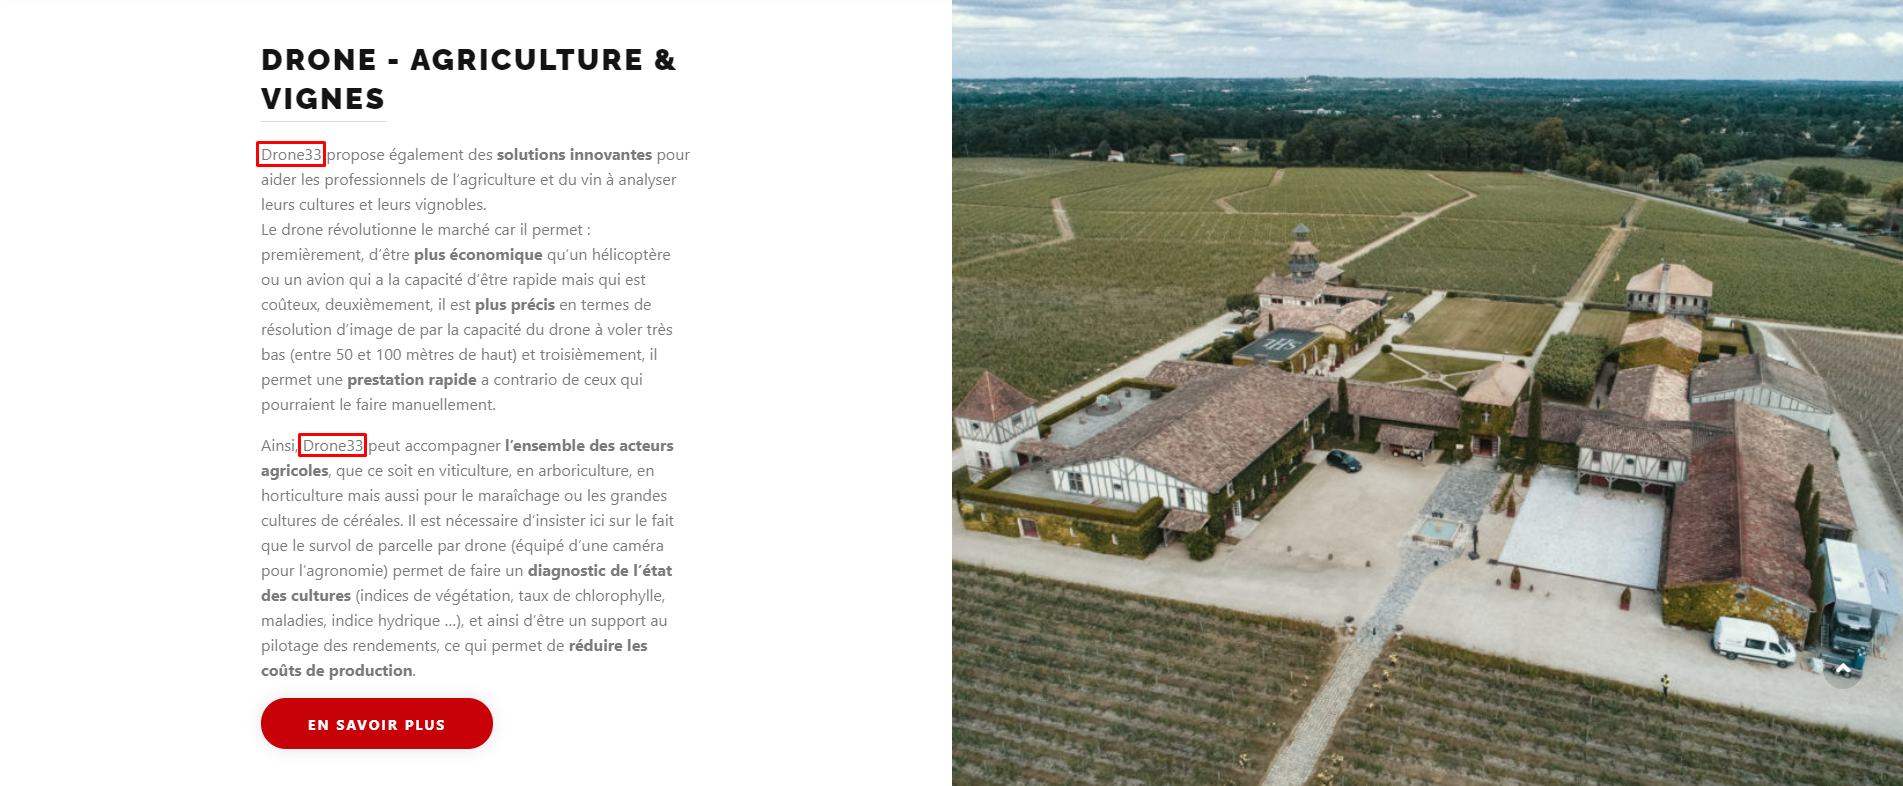 DRONE - AGRICULTURE &
VIGNES
Drone33 propose également des solutions innovantes pour
aider les professionnels de l’agriculture et du vin à analyser
leurs cultures et leurs vignobles.
Le drone révolutionne le marché car il permet :
premièrement, d’être plus économique qu’un hélicoptère
ou un avion qui a la capacité d’être rapide mais qui est
coûteux, deuxièmement, il est plus précis en termes de
résolution d’image de par la capacité du drone à voler très
bas (entre 50 et 100 mètres de haut) et troisièmement, il
permet une prestation rapide a contrario de ceux qui
pourraient le faire manuellement.
Ainsi, Drone33 peut accompagner l’ensemble des acteurs
agricoles, que ce soit en viticulture, en arboriculture, en
horticulture mais aussi pour le maraîchage ou les grandes
cultures de céréales. Il est nécessaire d’insister ici sur le fait
que le survol de parcelle par drone (équipé d’une caméra
pour l’agronomie) permet de faire un diagnostic de l’état
des cultures (indices de végétation, taux de chlorophylle,
maladies, indice hydrique ...), et ainsi d’être un support au
pilotage des rendements, ce qui permet de réduire les
coûts de production.
EN SAVOIR PLUS